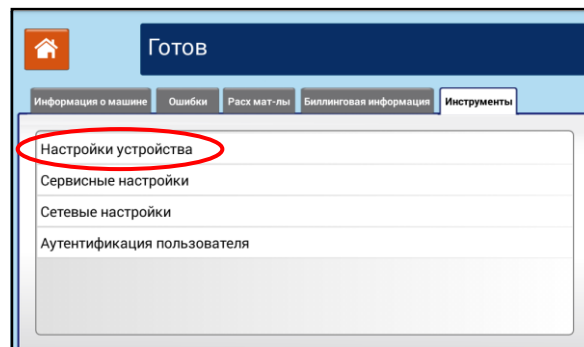 Готов
Информация о машине Ошибки Расх мат-лы Биллинговая информация Инструменты
Настройки устройства
Сервисные настройки
Сетевые настройки
Аутентификация пользователя